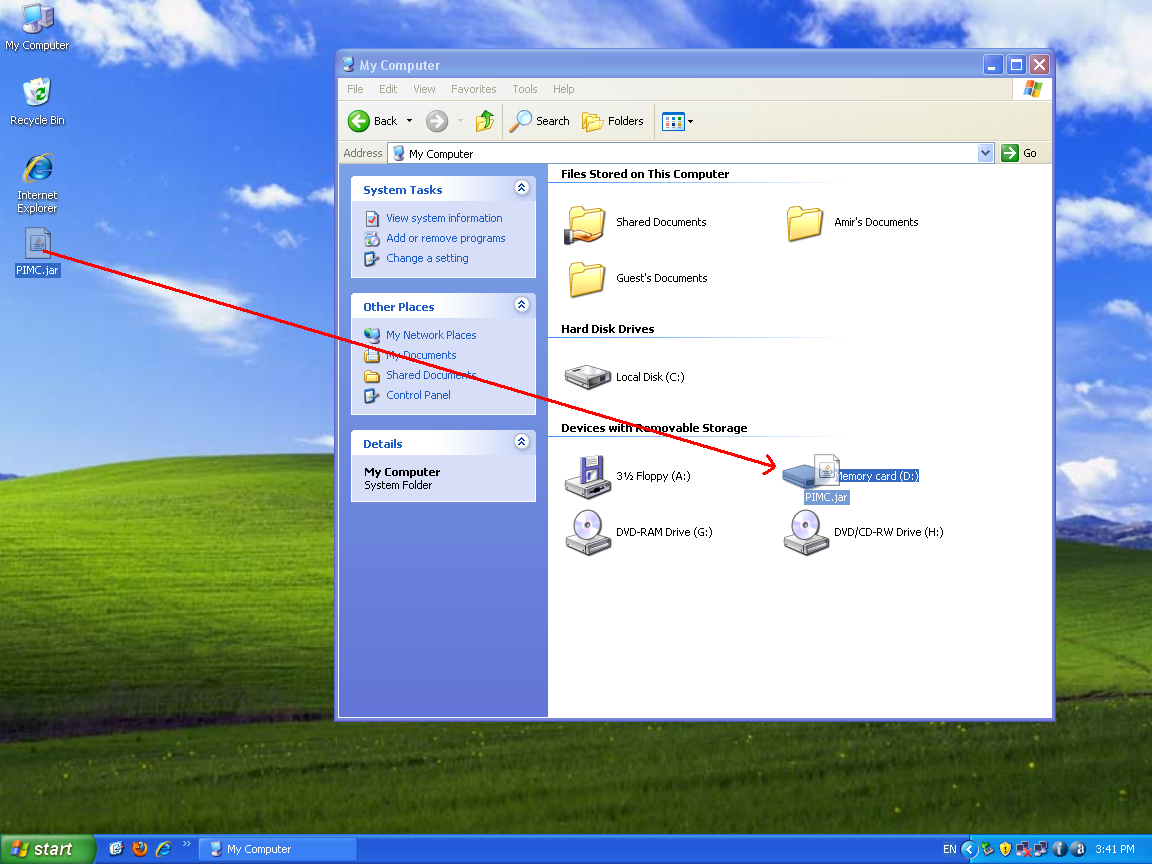 My Computer
Recycle Bin
Internet
Explorer
PIMC.jar
My Computer
File Edit View Favorites Tools Help
Back Search Folders
Address My Computer Go
System Tasks
View system information
Add or remove programs
Change a setting
Other Places
My Network Places
My Documents
Shared Documents
Control Panel
Details
My Computer
System Folder
Files Stored on This Computer
Shared Documents Amir's Documents
Guest's Documents
Hard Disk Drives
Local Disk (C:)
Devices with Removable Storage
3½ Floppy (A:) Memory card (D:)
PIMC.jar
DVD-RAM Drive (G:) DVD/CD-RW Drive (H:)
start My Computer EN 3:41 PM